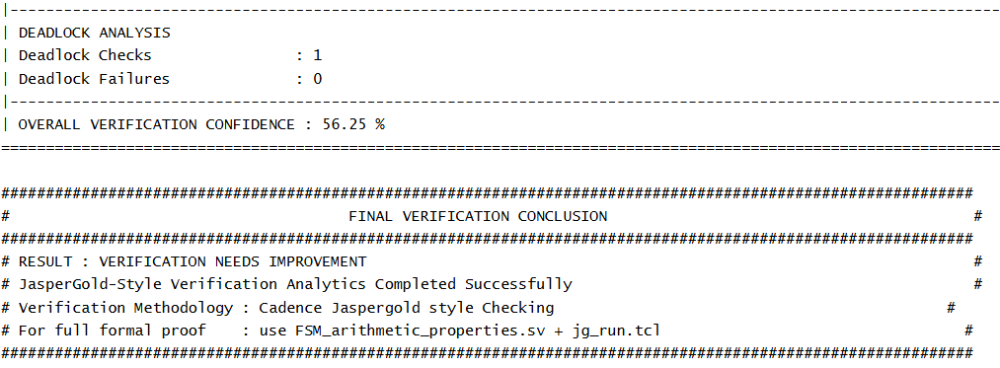 |--------------------------------------------------------------------------------------------------------------
| DEADLOCK ANALYSIS
| Deadlock Checks                : 1
| Deadlock Failures              : 0
|--------------------------------------------------------------------------------------------------------------
| OVERALL VERIFICATION CONFIDENCE : 56.25 %
===============================================================================================================
#############################################################################################################
#                                      FINAL VERIFICATION CONCLUSION                                         #
#############################################################################################################
# RESULT : VERIFICATION NEEDS IMPROVEMENT                                                                    #
# JasperGold-Style Verification Analytics Completed Successfully                                             #
# Verification Methodology : Cadence Jaspergold style Checking                                            #
# For full formal proof    : use FSM_arithmetic_properties.sv + jg_run.tcl                                  #
#############################################################################################################